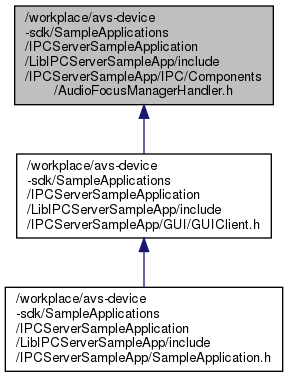 /workplace/avs-device
-sdk/SampleApplications
/IPCServerSampleApplication
/LibIPCServerSampleApp/include
/IPCServerSampleApp/IPC/Components
/AudioFocusManagerHandler.h
/workplace/avs-device
-sdk/SampleApplications
/IPCServerSampleApplication
/LibIPCServerSampleApp/include
/IPCServerSampleApp/GUI/GUIClient.h
/workplace/avs-device
-sdk/SampleApplications
/IPCServerSampleApplication
/LibIPCServerSampleApp/include
/IPCServerSampleApp/SampleApplication.h